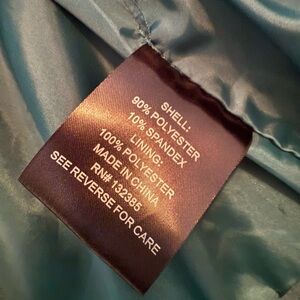 SHELL:
90% POLYESTER
10% SPANDEX
LINING:
100% POLYESTER
MADE IN CHINA
RN# 132385
SEE REVERSE FOR CARE